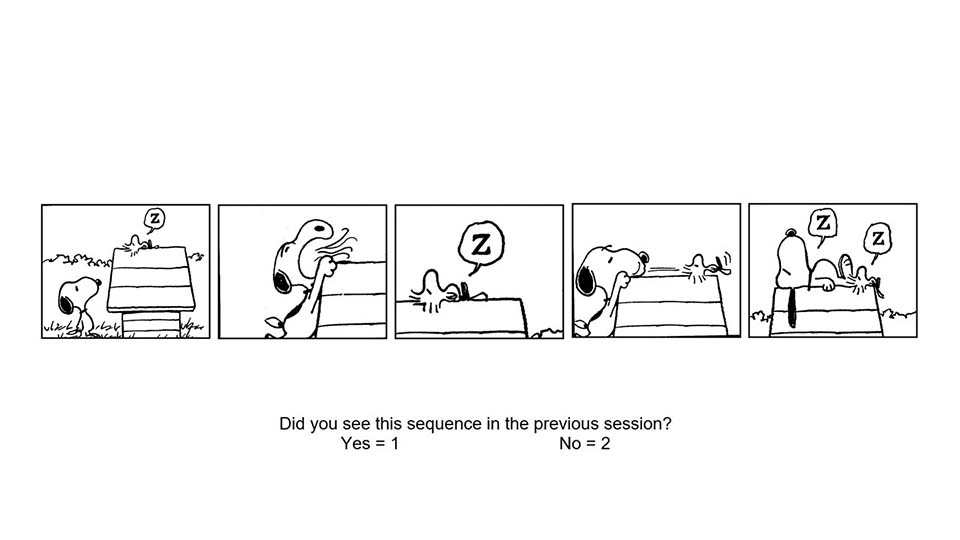 Z
Z
Z
Z
Did you see this sequence in the previous session?
Yes = 1 No = 2